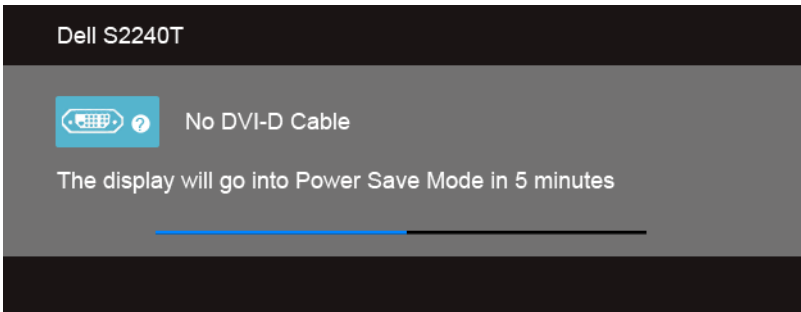 Dell S2240T
No DVI-D Cable
The display will go into Power Save Mode in 5 minutes